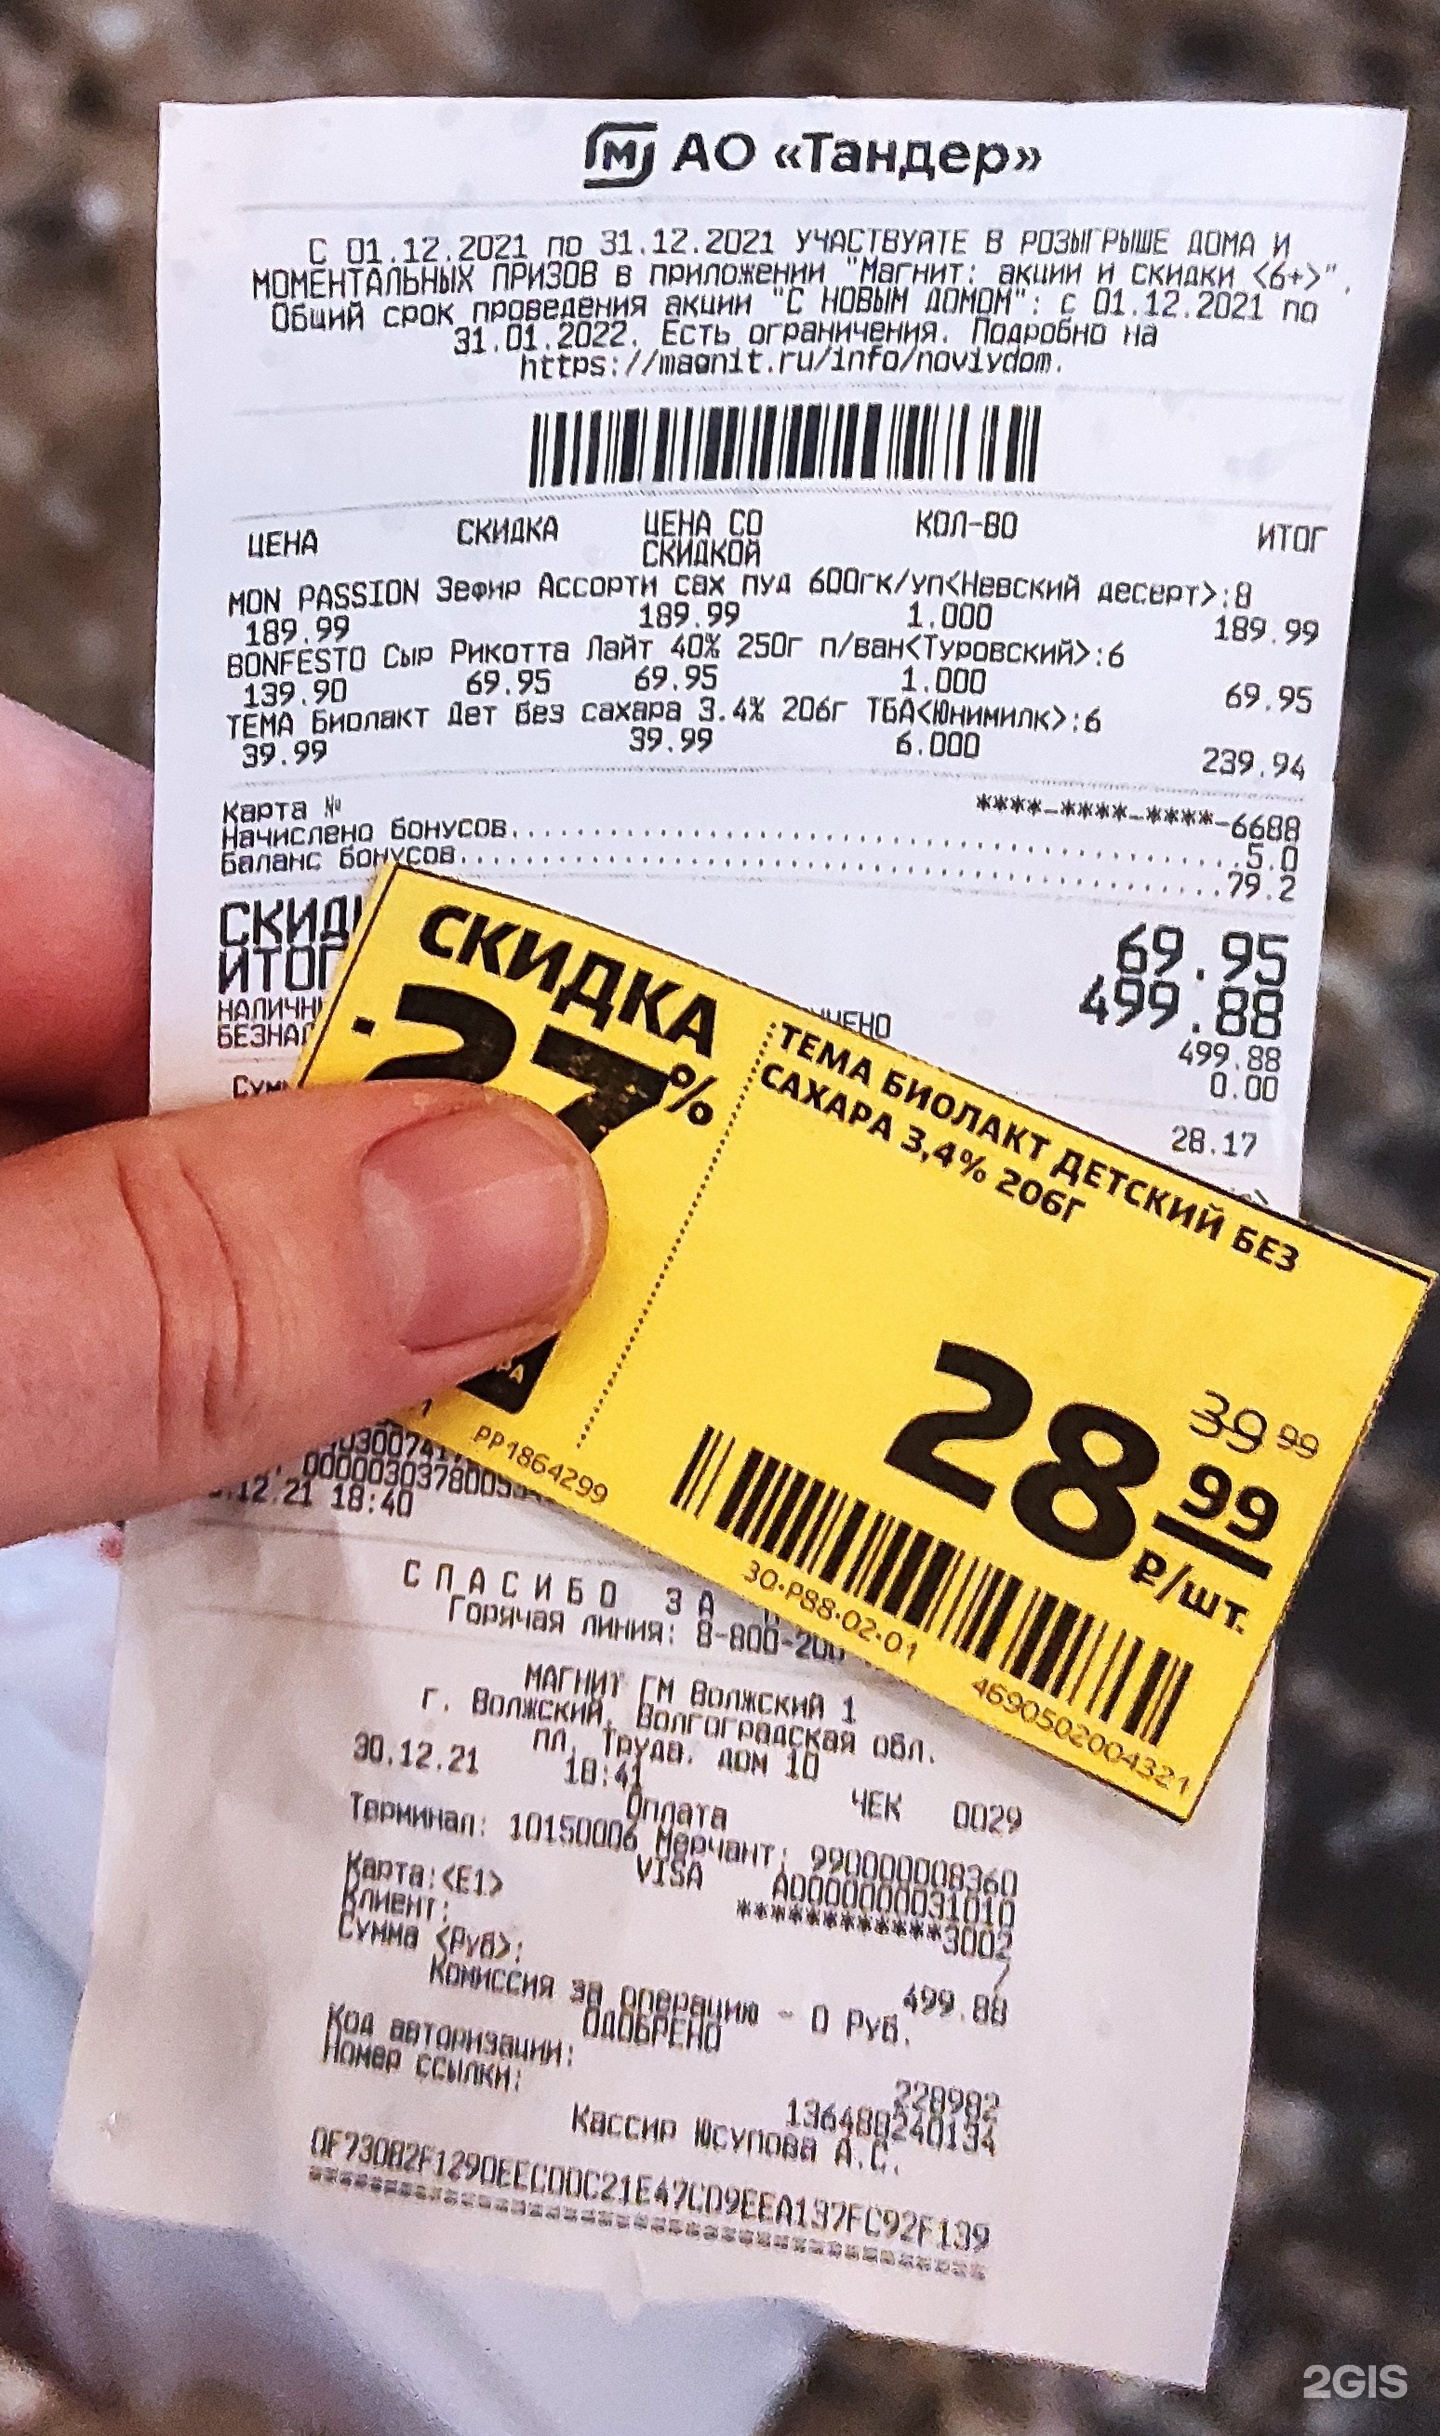 М АО «Тандер»
С 01.12.2021 по 31.12.2021 УЧАСТВУЙТЕ В РОЗЫГРЫШЕ ДОМА И
МОМЕНТАЛЬНЫХ ПРИЗОВ в приложении "Магнит: акции и скидки <6+>".
Общий срок проведения акции "С НОВЫМ ДОМОМ": с 01.12.2021 по
31.01.2022. Есть ограничения. Подробно на
https://magnit.ru/info/noviydom.
ЦЕНА СКИДКА ЦЕНА СО СКИДКОЙ КОЛ-ВО ИТОГ
MON PASSION Зефир Ассорти сах пуд 600гк/уп<Невский десерт>:8
189.99 189.99 1.000 189.99
BONFESTO Сыр Рикотта Лайт 40% 250г п/ван<Туровский>:6
139.90 69.95 69.95 1.000 69.95
ТЕМА Биолакт Дет без сахара 3.4% 206г ТБА<Юнимилк>:6
39.99 39.99 6.000 239.94
Карта № ****-****-****-6688
Начислено бонусов 5.0
Баланс бонусов 79.2
69.95
499.88
499.88
0.00
28.17
СКИДКА
-27%
ТЕМА БИОЛАКТ ДЕТСКИЙ БЕЗ
САХАРА 3,4% 206Г
39 99
28 99
₽/шт.
PP1864299
30-P88-02-01
4690502004321
12.21 18:40
СПАСИБО ЗА
Горячая линия: 8-800-200
МАГНИТ ГМ Волжский 1
г. Волжский, Волгоградская обл.
пл. Труда, дом 10
30.12.21 18:41 ЧЕК 0029
Оплата
Терминал: 10150006 Мерчант: 990000008360
Карта:<E1> VISA A0000000031010
Клиент: ************3002
Сумма <Руб>: 499.88
Комиссия за операцию - 0 Руб.
ОДОБРЕНО
Код авторизации: 228982
Номер ссылки: 136488240134
Кассир Юсупова А.С.
2GIS